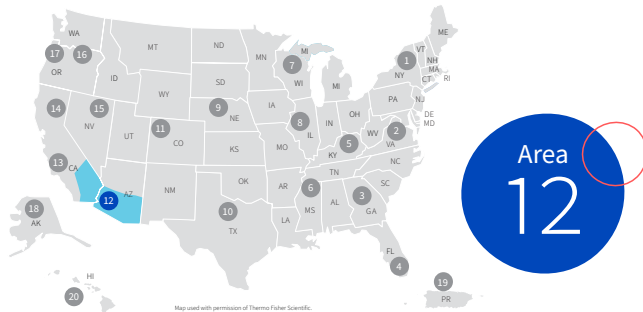 WA
MT
ND
MN
MI
ME
VT
NH
MA
RI
CT
NY
1
17
16
OR
ID
SD
7
WI
MI
WY
9
NE
IA
PA
NJ
14
15
NV
UT
11
CO
KS
MO
8
IL
IN
OH
WV
2
VA
DE
MD
5
KY
13
CA
AZ
12
NM
OK
AR
6
MS
TN
NC
SC
3
GA
AL
10
TX
LA
FL
4
18
AK
HI
20
19
PR
Area
12
Map used with permission of Thermo Fisher Scientific.